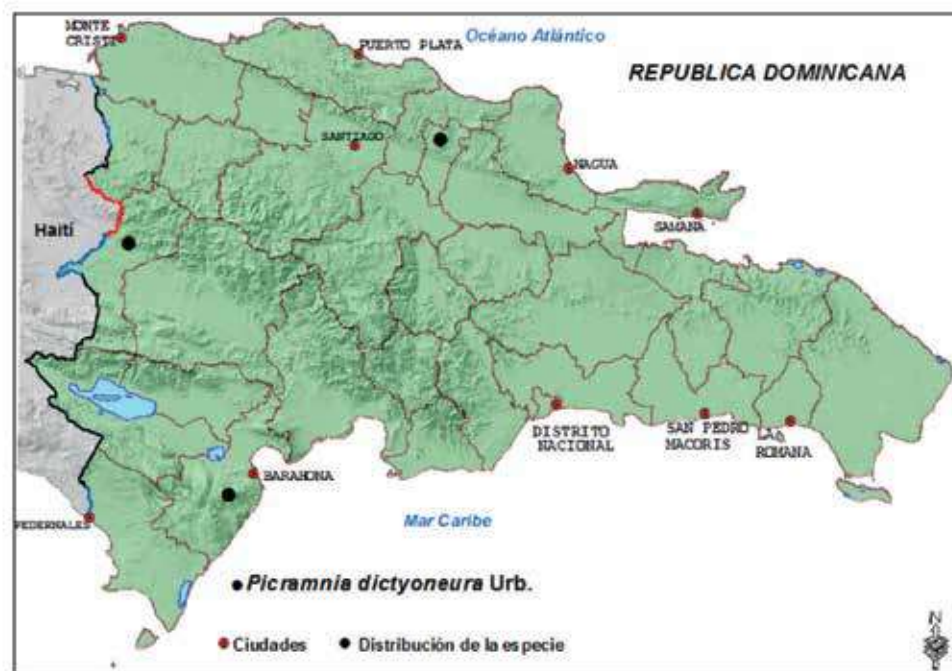 MONTE
CRISTI
PUERTO PLATA
Océano Atlántico
REPUBLICA DOMINICANA
SANTIAGO
NAGUA
SAMANA
Haití
DISTRITO
NACIONAL
SAN PEDRO
MACORIS
LA
ROMANA
BARAHONA
PEDERNALES
Mar Caribe
Picramnia dictyoneura Urb.
Ciudades
Distribución de la especie
N